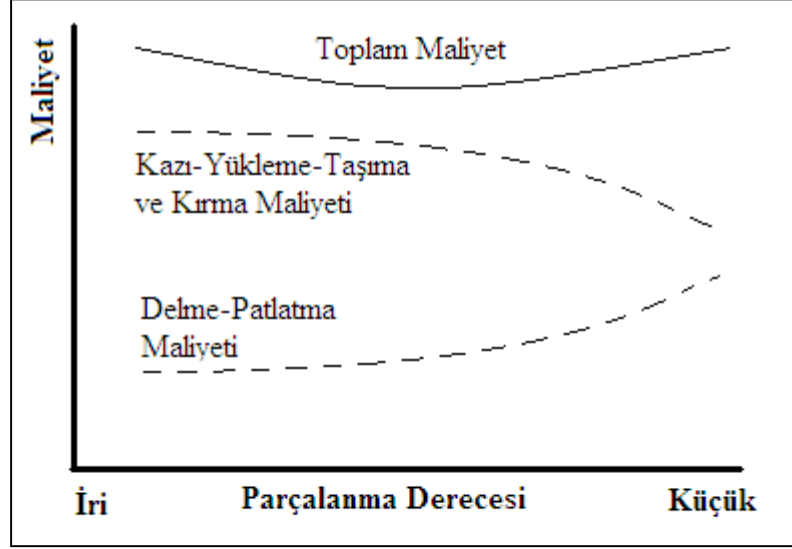 Maliyet
Toplam Maliyet
Kazı-Yükleme-Taşıma
ve Kırma Maliyeti
Delme-Patlatma
Maliyeti
İri
Parçalanma Derecesi
Küçük